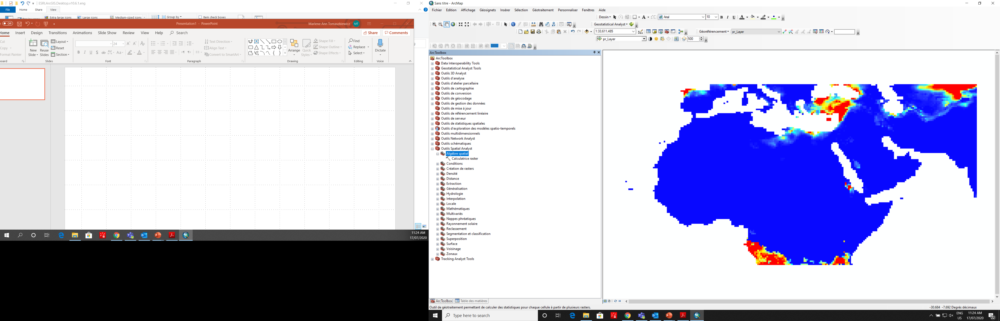 ESRI.ArcGIS.Desktop.v10.6.1.eng
File Home Share View
Extra large icons Large icons Medium-sized icons Group by Item check boxes
Off Presentation1 - PowerPoint Marlene Ann Tomaszkiewicz MT
Home Insert Design Transitions Animations Slide Show Review View Help Search Share Comments
Cut
Copy
Format Painter
New Slide
Reuse Slides
Layout
Reset
Section
Slides
24
Font
Text Direction
Align Text
Convert to SmartArt
Paragraph
Arrange
Quick Styles
Shape Fill
Shape Outline
Shape Effects
Drawing
Find
Replace
Select
Editing
Dictate
Voice
11:24 AM
17/07/2020
Sans titre - ArcMap
Fichier Edition Affichage Géosignets Insérer Sélection Géotraitement Personnaliser Fenêtres Aide
Dessin Arial 10 B I U
Geostatistical Analyst
1:33,611,485 Géoréférencement pr_Layer
pr_Layer 500
ArcToolbox
ArcToolbox
Data Interoperability Tools
Geostatistical Analyst Tools
Outils 3D Analyst
Outils d'analyse
Outils d'atelier parcellaire
Outils de cartographie
Outils de conversion
Outils de géocodage
Outils de gestion des données
Outils de mise à jour
Outils de référencement linéaire
Outils de serveur
Outils de statistiques spatiales
Outils d'exploration des modèles spatio-temporels
Outils multidimensionnels
Outils Network Analyst
Outils schématiques
Outils Spatial Analyst
Algèbre spatial
Calculatrice raster
Conditions
Création de rasters
Densité
Distance
Extraction
Généralisation
Hydrologie
Interpolation
Locale
Mathématiques
Multivariés
Nappes phréatiques
Rayonnement solaire
Reclassement
Segmentation et classification
Superposition
Surface
Voisinage
Zonaux
Tracking Analyst Tools
ArcToolbox Table des matières
Outil de géotraitement permettant de calculer des statistiques pour chaque cellule à partir de plusieurs rasters.
-30.684 -7.692 Degrés décimaux
Type here to search
ENG
US
11:24 AM
17/07/2020
22